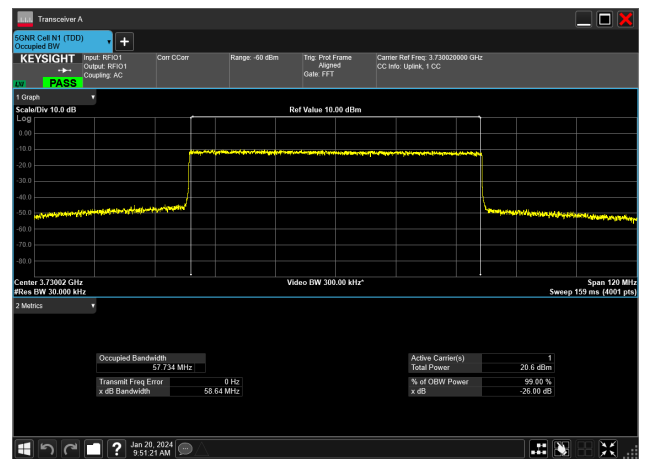 Transceiver A
5GNR Cell N1 (TDD)
Occupied BW
KEYSIGHT
Input: RFIO1
Output: RFIO1
Coupling: AC
Corr CCorr
Range: -60 dBm
Trig: Prot Frame
Aligned
Gate: FFT
Carrier Ref Freq: 3.730020000 GHz
CC Info: Uplink, 1 CC
PASS
1 Graph
Scale/Div 10.0 dB
Ref Value 10.00 dBm
Log
0.00
-10.0
-20.0
-30.0
-40.0
-50.0
-60.0
-70.0
-80.0
Center 3.73002 GHz
Video BW 300.00 kHz*
Span 120 MHz
#Res BW 30.000 kHz
Sweep 159 ms (4001 pts)
2 Metrics
Occupied Bandwidth
57.734 MHz
Transmit Freq Error 0 Hz
x dB Bandwidth 58.64 MHz
Active Carrier(s) 1
Total Power 20.6 dBm
% of OBW Power 99.00 %
x dB -26.00 dB
Jan 20, 2024
9:51:21 AM